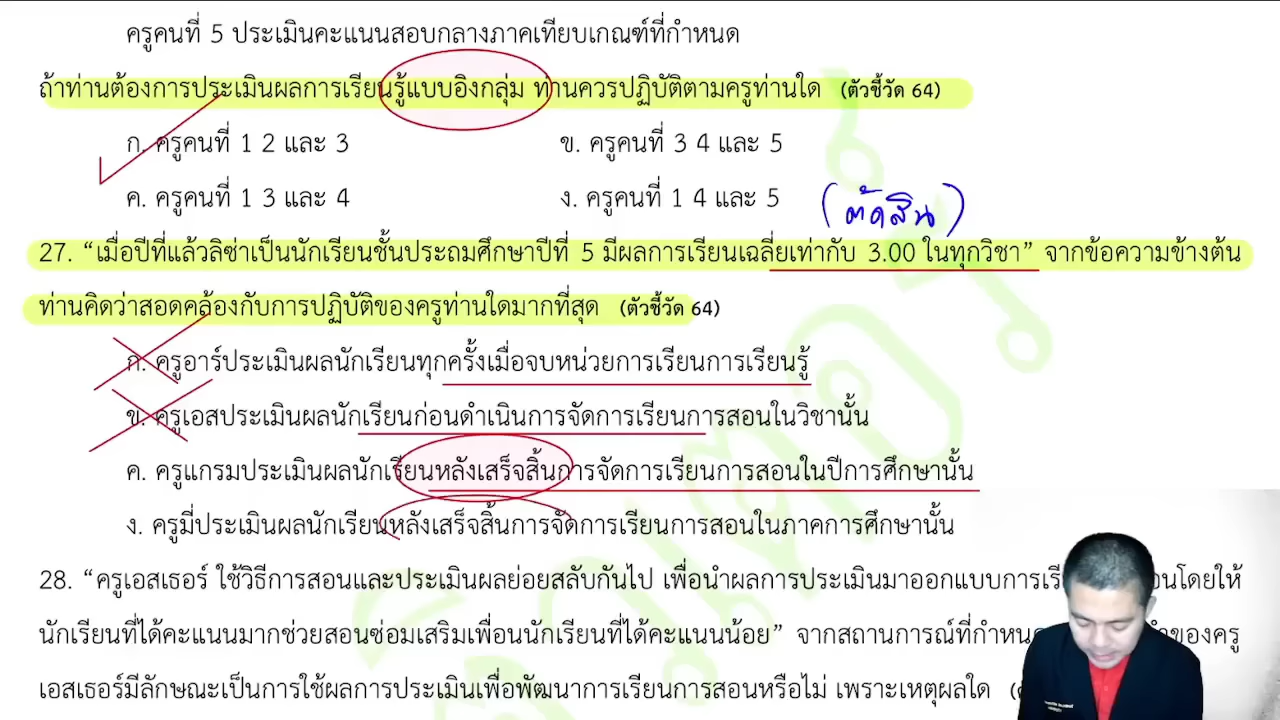 ครูคนที่ 5 ประเมินคะแนนสอบกลางภาคเทียบเกณฑ์ที่กำหนด
ถ้าท่านต้องการประเมินผลการเรียนรู้แบบอิงกลุ่ม ท่านควรปฏิบัติตามครูท่านใด (ตัวชี้วัด 64)
ก. ครูคนที่ 1 2 และ 3 ข. ครูคนที่ 3 4 และ 5
ค. ครูคนที่ 1 3 และ 4 ง. ครูคนที่ 1 4 และ 5
(ตัดสิน)
27. “เมื่อปีที่แล้วลิซาเป็นนักเรียนชั้นประถมศึกษาปีที่ 5 มีผลการเรียนเฉลี่ยเท่ากับ 3.00 ในทุกวิชา” จากข้อความข้างต้น
ท่านคิดว่าสอดคล้องกับการปฏิบัติของครูท่านใดมากที่สุด (ตัวชี้วัด 64)
ก. ครูอาร์ประเมินผลนักเรียนทุกครั้งเมื่อจบหน่วยการเรียนการเรียนรู้
ข. ครูเอสประเมินผลนักเรียนก่อนดำเนินการจัดการเรียนการสอนในวิชานั้น
ค. ครูแกรมประเมินผลนักเรียนหลังเสร็จสิ้นการจัดการเรียนการสอนในปีการศึกษานั้น
ง. ครูมี่ประเมินผลนักเรียนหลังเสร็จสิ้นการจัดการเรียนการสอนในภาคการศึกษานั้น
28. “ครูเอสเธอร์ ใช้วิธีการสอนและประเมินผลย่อยสลับกันไป เพื่อนำผลการประเมินมาออกแบบการเรี อนโดยให้
นักเรียนที่ได้คะแนนมากช่วยสอนซ่อมเสริมเพื่อนนักเรียนที่ได้คะแนนน้อย” จากสถานการณ์ที่กำหน ของครู
เอสเธอร์มีลักษณะเป็นการใช้ผลการประเมินเพื่อพัฒนาการเรียนการสอนหรือไม่ เพราะเหตุผลใด